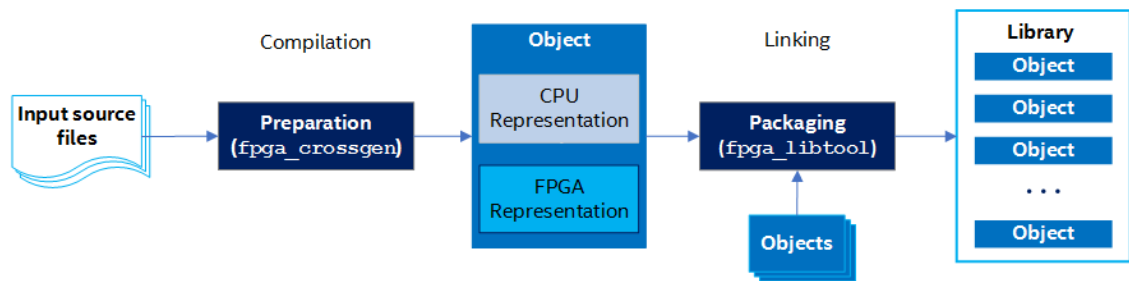 Compilation
Linking
Input source
files
Preparation
(fpga_crossgen)
Object
CPU
Representation
FPGA
Representation
Packaging
(fpga_libtool)
Objects
Library
Object
Object
Object
...
Object